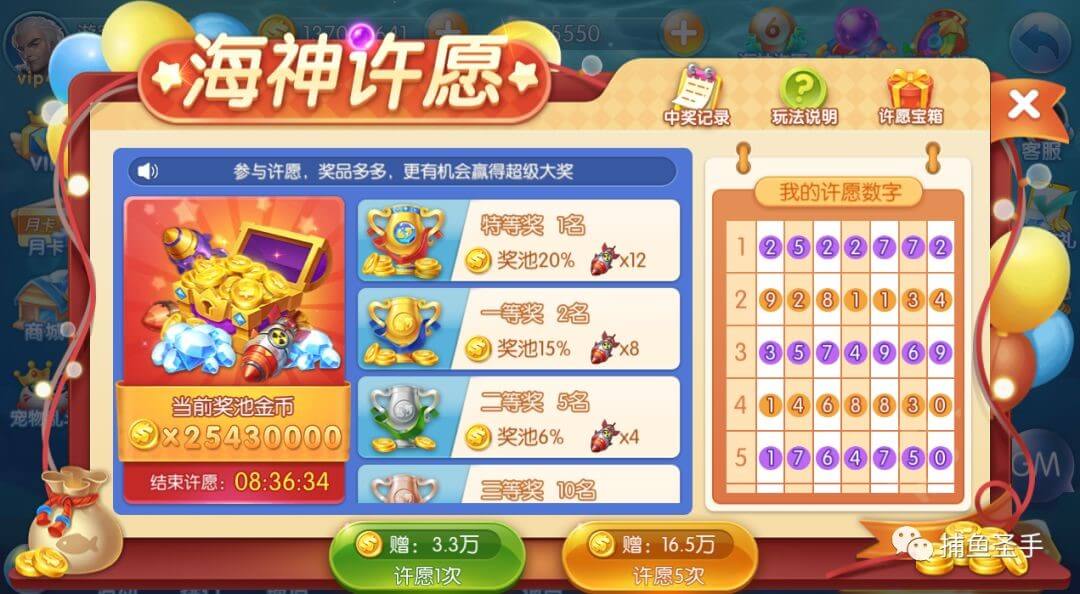 vip
海神许愿
中奖记录
玩法说明
许愿宝箱
客服
参与许愿，奖品多多，更有机会赢得超级大奖
特等奖 1名
奖池20% x12
一等奖 2名
奖池15% x8
二等奖 5名
奖池6% x4
三等奖 10名
当前奖池金币
x25430000
结束许愿：08:36:34
月卡
月卡
商城
我的许愿数字
1 2 5 2 2 7 7 2
2 9 2 8 1 1 3 4
3 3 5 7 4 9 6 9
4 1 4 6 8 8 3 0
5 1 7 6 4 7 5 0
赠：3.3万
许愿1次
赠：16.5万
许愿5次
GM
捕鱼圣手